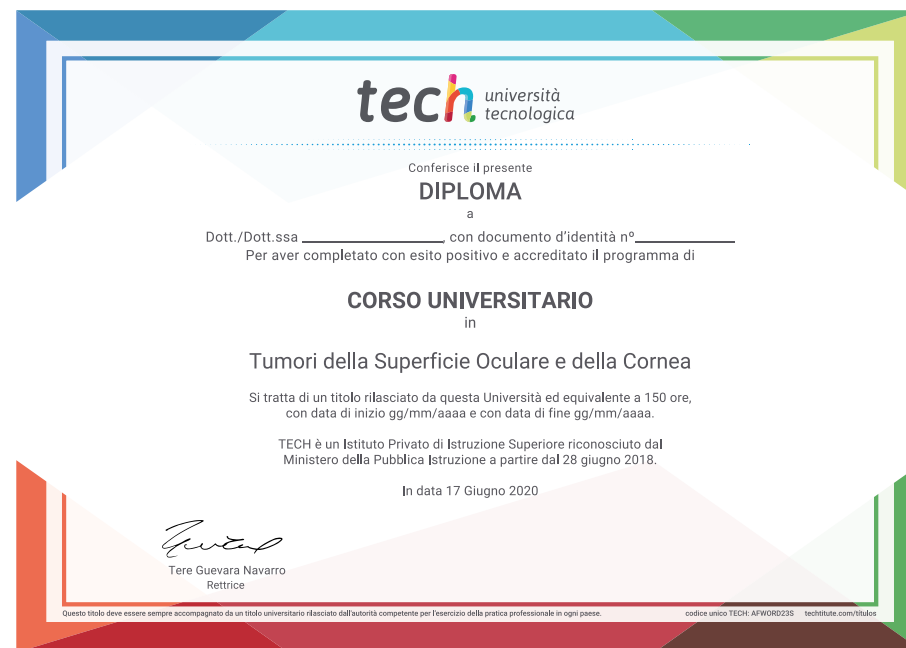 tech università
tecnologica
Conferisce il presente
DIPLOMA
a
Dott./Dott.ssa ____________________, con documento d'identità nº______________
Per aver completato con esito positivo e accreditato il programma di
CORSO UNIVERSITARIO
in
Tumori della Superficie Oculare e della Cornea
Si tratta di un titolo rilasciato da questa Università ed equivalente a 150 ore,
con data di inizio gg/mm/aaaa e con data di fine gg/mm/aaaa.
TECH è un Istituto Privato di Istruzione Superiore riconosciuto dal
Ministero della Pubblica Istruzione a partire dal 28 giugno 2018.
In data 17 Giugno 2020
Tere Guevara Navarro
Rettrice
Questo titolo deve essere sempre accompagnato da un titolo universitario rilasciato dall'autorità competente per l'esercizio della pratica professionale in ogni paese. codice unico TECH: AFWORD23S techtitute.com/titulos